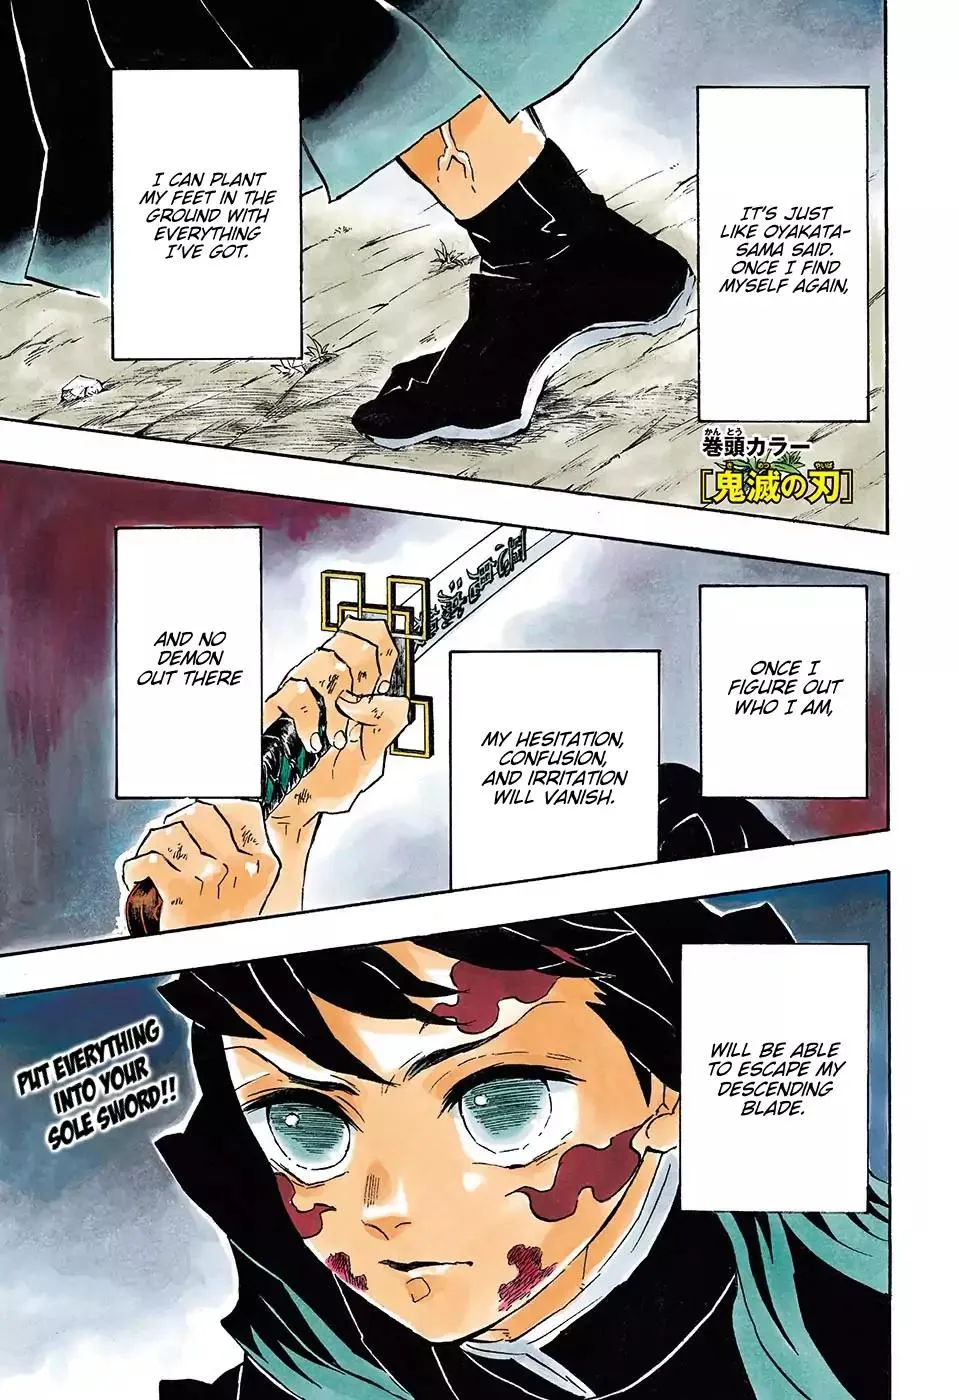 IT'S JUST
LIKE OYAKATA-
SAMA SAID.
ONCE I FIND
MYSELF AGAIN,
I CAN PLANT
MY FEET IN THE
GROUND WITH
EVERYTHING
I'VE GOT.
巻頭カラー
[鬼滅の刃]
ONCE I
FIGURE OUT
WHO I AM,
MY HESITATION,
CONFUSION,
AND IRRITATION
WILL VANISH.
AND NO
DEMON
OUT THERE
WILL BE ABLE
TO ESCAPE MY
DESCENDING
BLADE.
PUT EVERYTHING
INTO YOUR
SOLE SWORD!!